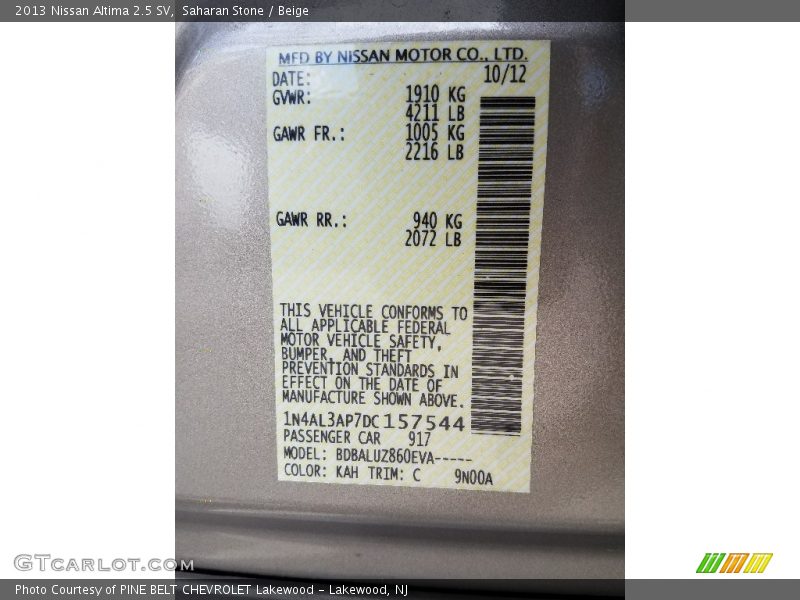 2013 Nissan Altima 2.5 SV, Saharan Stone / Beige
MFD BY NISSAN MOTOR CO., LTD.
DATE: 10/12
GVWR: 1910 KG
4211 LB
GAWR FR.: 1005 KG
2216 LB
GAWR RR.: 940 KG
2072 LB
THIS VEHICLE CONFORMS TO
ALL APPLICABLE FEDERAL
MOTOR VEHICLE SAFETY,
BUMPER, AND THEFT
PREVENTION STANDARDS IN
EFFECT ON THE DATE OF
MANUFACTURE SHOWN ABOVE.
1N4AL3AP7DC157544
PASSENGER CAR 917
MODEL: BDBALUZ860EVA-----
COLOR: KAH TRIM: C 9N00A
GTcarlot.com
Photo Courtesy of PINE BELT CHEVROLET Lakewood - Lakewood, NJ